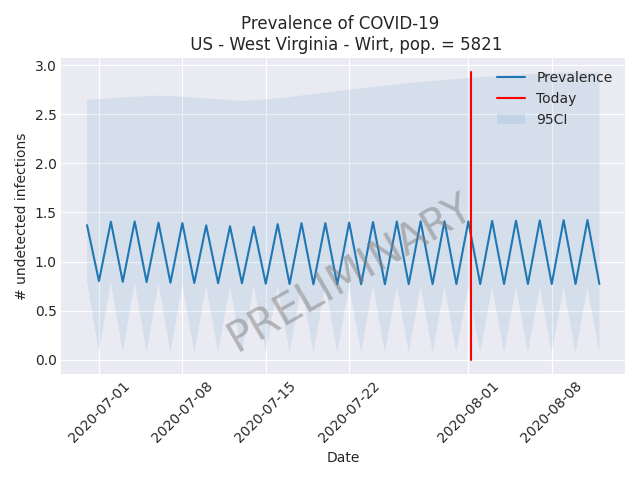 Prevalence of COVID-19
US - West Virginia - Wirt, pop. = 5821
3.0
2.5
2.0
1.5
1.0
0.5
0.0
# undetected infections
Prevalence
Today
95CI
PRELIMINARY
2020-07-01
2020-07-08
2020-07-15
2020-07-22
2020-08-01
2020-08-08
Date